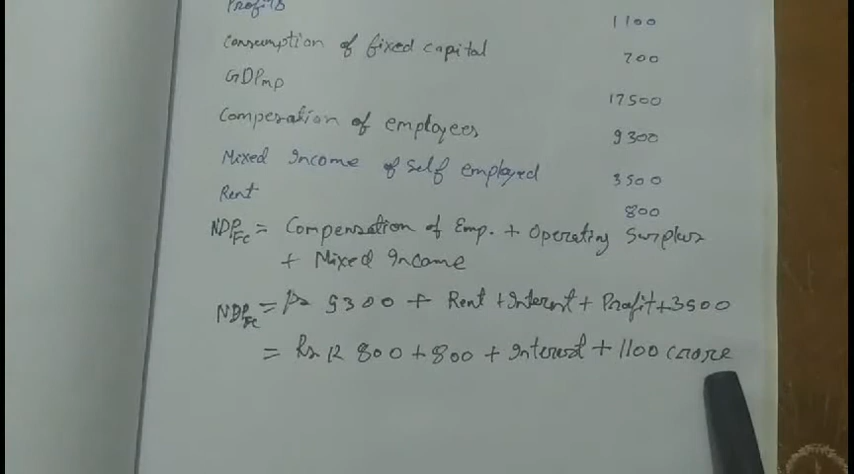 Profits 1100
Consumption of fixed capital 700
GDPMP 17500
Compensation of employees 9300
Mixed Income of Self employed 3500
Rent 800
NDPFC = Compensation of Emp. + Operating Surplus
+ Mixed Income
NDPFC = Rs 9300 + Rent + Interest + Profit + 3500
= Rs 12800 + 800 + Interest + 1100 crore